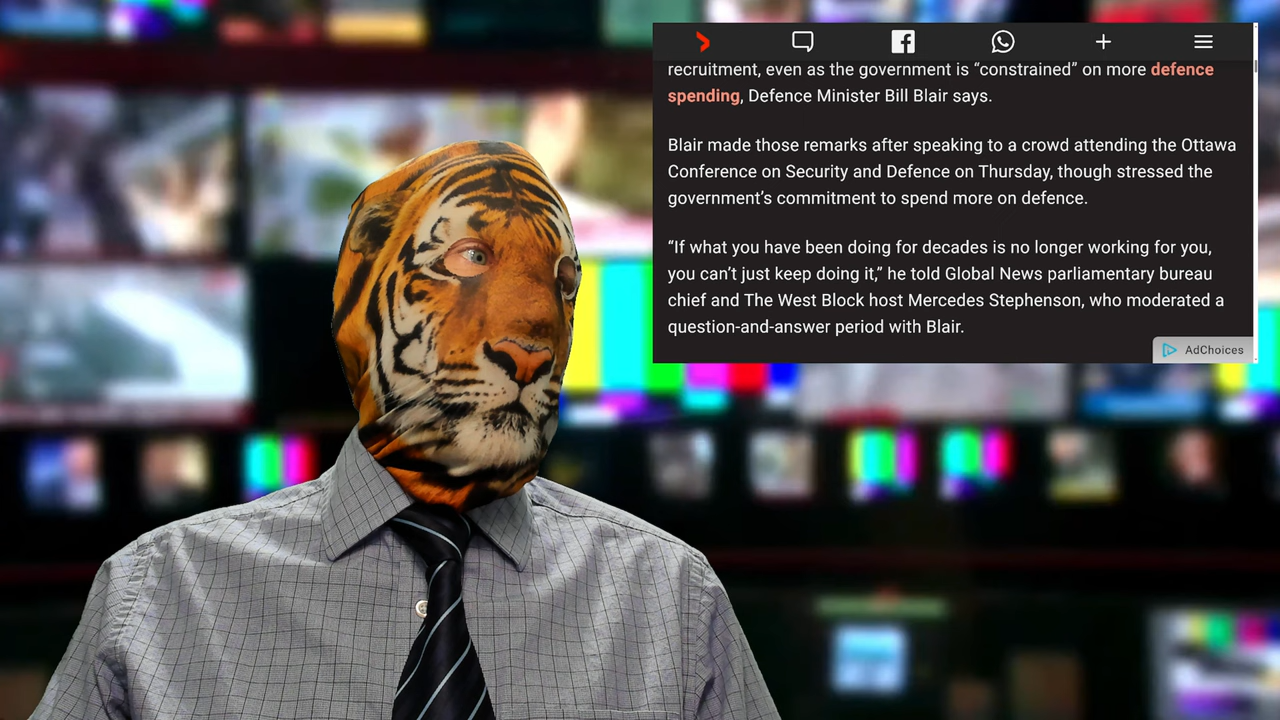 recruitment, even as the government is “constrained” on more defence
spending, Defence Minister Bill Blair says.
Blair made those remarks after speaking to a crowd attending the Ottawa
Conference on Security and Defence on Thursday, though stressed the
government’s commitment to spend more on defence.
“If what you have been doing for decades is no longer working for you,
you can’t just keep doing it,” he told Global News parliamentary bureau
chief and The West Block host Mercedes Stephenson, who moderated a
question-and-answer period with Blair.
AdChoices